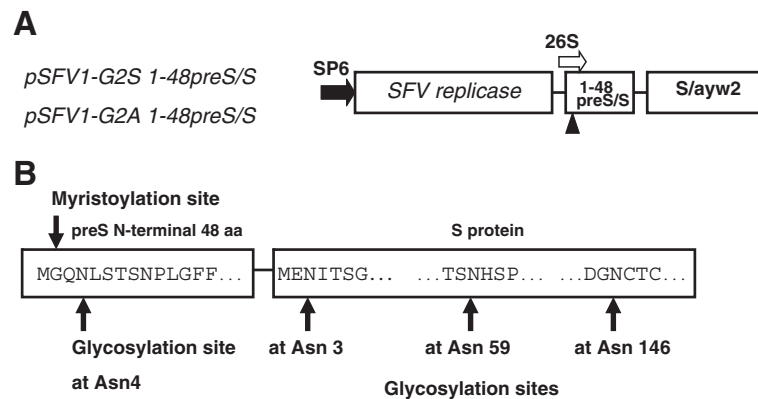 A
pSFV1-G2S 1-48preS/S
pSFV1-G2A 1-48preS/S
SP6
26S
SFV replicase
1-48
preS/S
S/ayw2
B
Myristoylation site
preS N-terminal 48 aa
S protein
MGQNLSTSNPLGFF...
MENITSG...
...TSNHSP...
...DGNCTC...
Glycosylation site
at Asn4
at Asn 3
at Asn 59
at Asn 146
Glycosylation sites